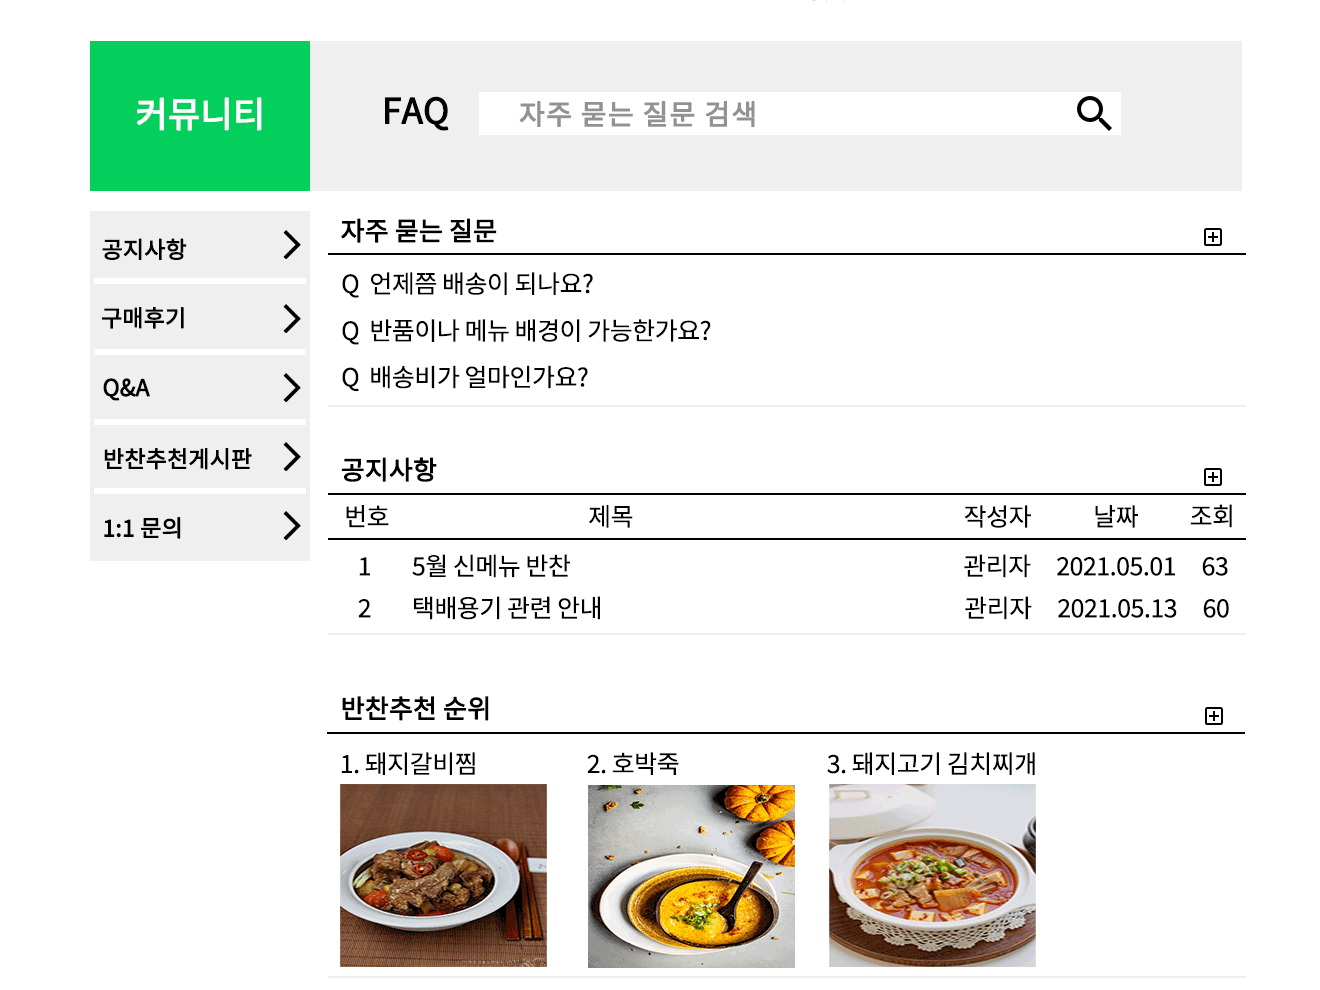 커뮤니티
FAQ 자주 묻는 질문 검색
공지사항
구매후기
Q&A
반찬추천게시판
1:1 문의
자주 묻는 질문
Q 언제쯤 배송이 되나요?
Q 반품이나 메뉴 배경이 가능한가요?
Q 배송비가 얼마인가요?
공지사항
번호 제목 작성자 날짜 조회
1 5월 신메뉴 반찬 관리자 2021.05.01 63
2 택배용기 관련 안내 관리자 2021.05.13 60
반찬추천 순위
1. 돼지갈비찜 2. 호박죽 3. 돼지고기 김치찌개